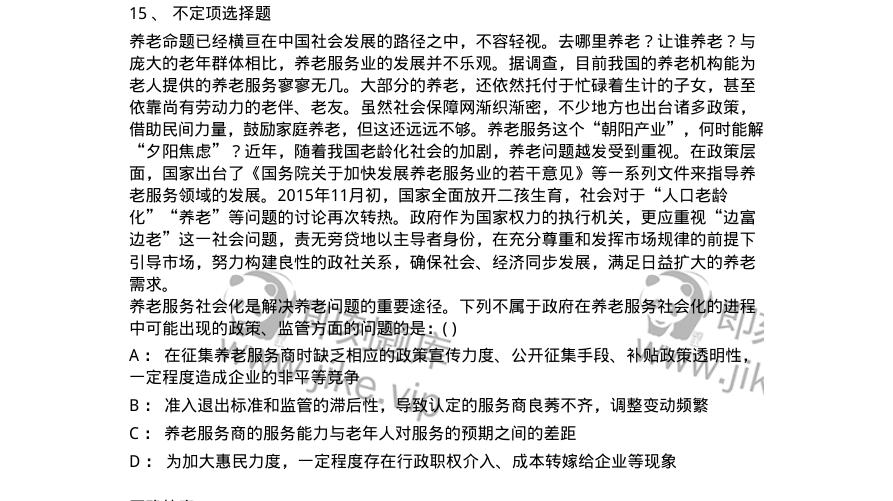 15 、 不定项选择题
养老命题已经横亘在中国社会发展的路径之中，不容轻视。去哪里养老？让谁养老？与
庞大的老年群体相比，养老服务业的发展并不乐观。据调查，目前我国的养老机构能为
老人提供的养老服务寥寥无几。大部分的养老，还依然托付于忙碌着生计的子女，甚至
依靠尚有劳动力的老伴、老友。虽然社会保障网渐织渐密，不少地方也出台诸多政策，
借助民间力量，鼓励家庭养老，但这还远远不够。养老服务这个“朝阳产业”，何时能解
“夕阳焦虑”？近年，随着我国老龄化社会的加剧，养老问题越发受到重视。在政策层
面，国家出台了《国务院关于加快发展养老服务业的若干意见》等一系列文件来指导养
老服务领域的发展。2015年11月初，国家全面放开二孩生育，社会对于“人口老龄
化”“养老”等问题的讨论再次转热。政府作为国家权力的执行机关，更应重视“边富
边老”这一社会问题，责无旁贷地以主导者身份，在充分尊重和发挥市场规律的前提下
引导市场，努力构建良性的政社关系，确保社会、经济同步发展，满足日益扩大的养老
需求。
养老服务社会化是解决养老问题的重要途径。下列不属于政府在养老服务社会化的进程
中可能出现的政策、监管方面的问题的是：( )
A： 在征集养老服务商时缺乏相应的政策宣传力度、公开征集手段、补贴政策透明性，
一定程度造成企业的非平等竞争
B： 准入退出标准和监管的滞后性，导致认定的服务商良莠不齐，调整变动频繁
C： 养老服务商的服务能力与老年人对服务的预期之间的差距
D： 为加大惠民力度，一定程度存在行政职权介入、成本转嫁给企业等现象
即刻题库
www.jike.vip